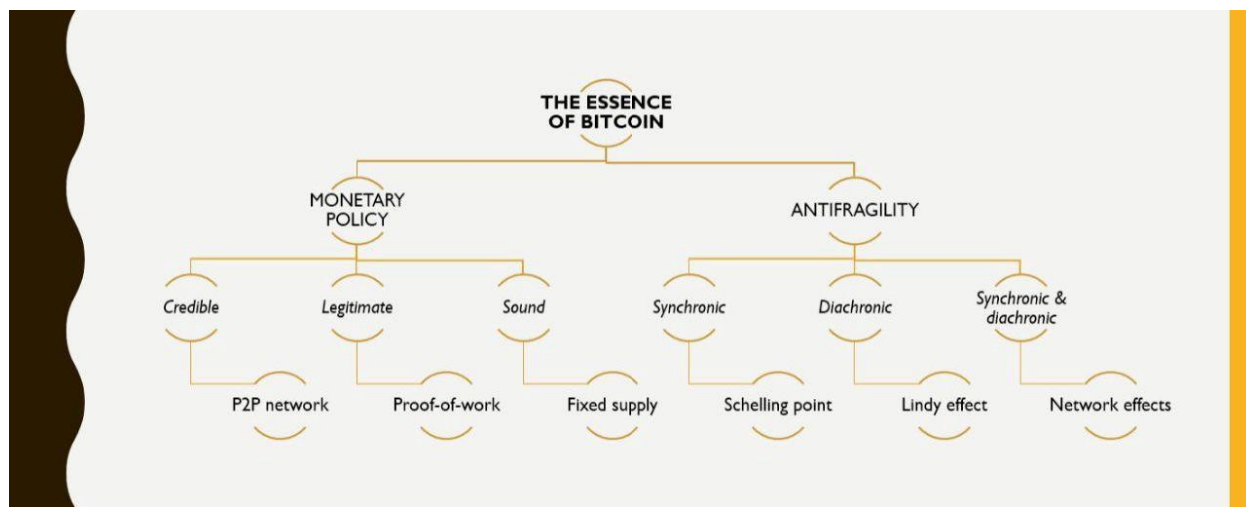 THE ESSENCE
OF BITCOIN
MONETARY
POLICY
ANTIFRAGILITY
Credible
Legitimate
Sound
Synchronic
Diachronic
Synchronic &
diachronic
P2P network
Proof-of-work
Fixed supply
Schelling point
Lindy effect
Network effects